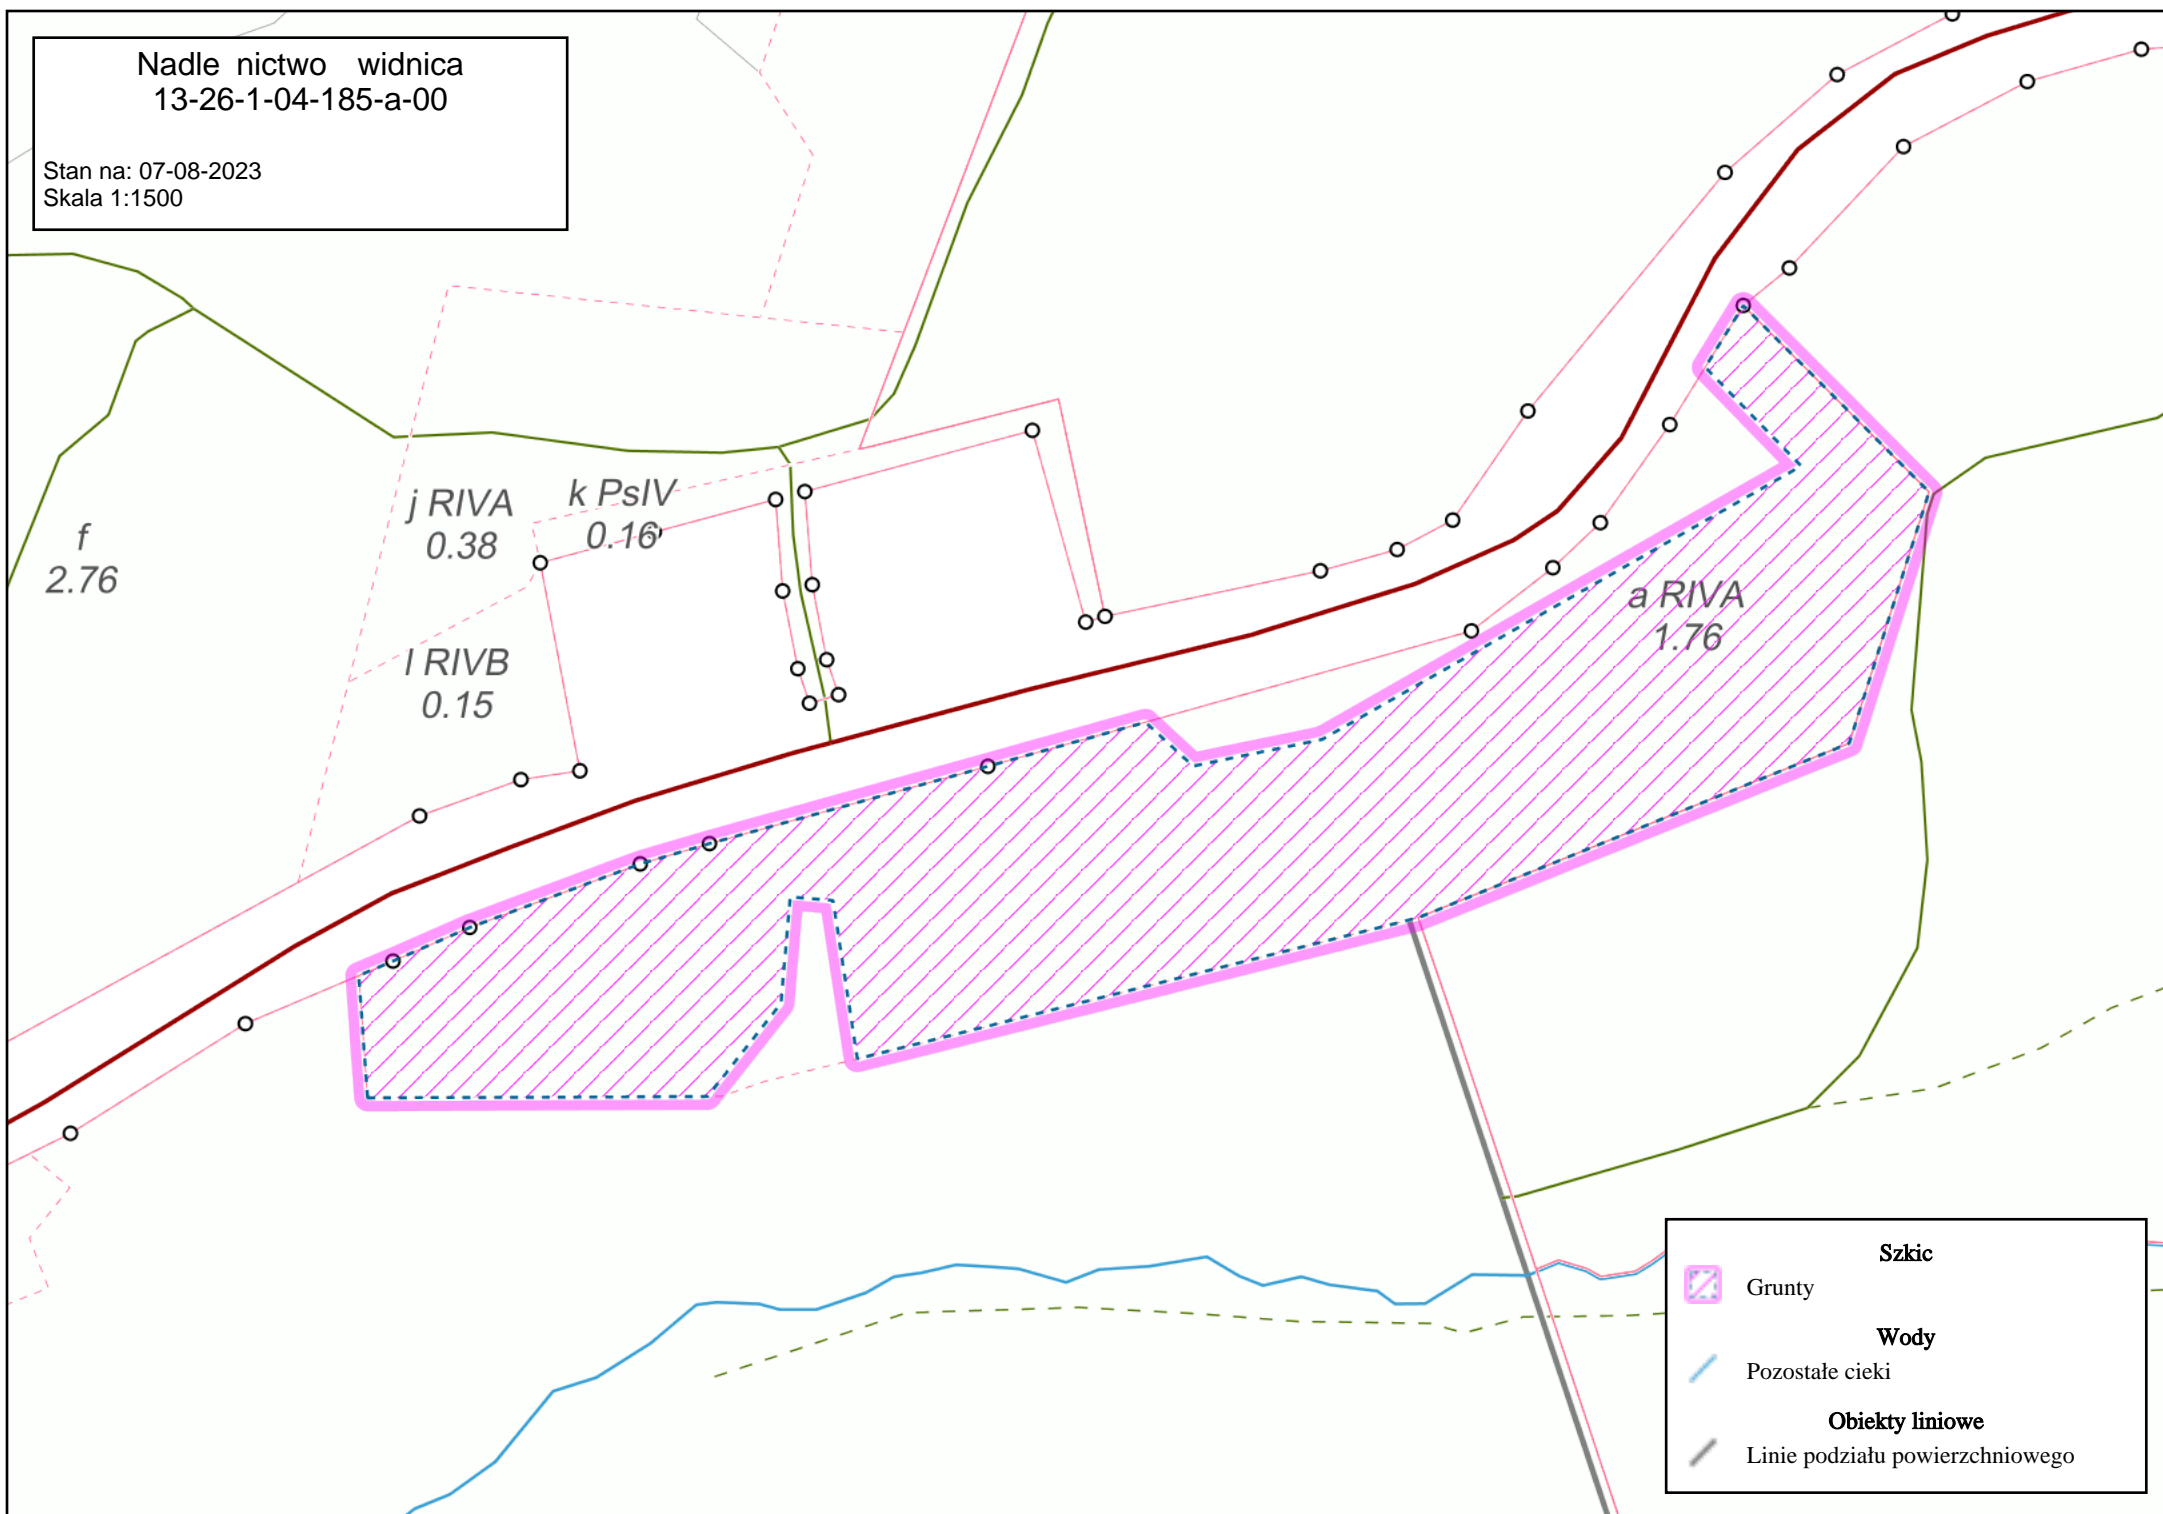 Nadle nictwo widnica
13-26-1-04-185-a-00
Stan na: 07-08-2023
Skala 1:1500
j RIVA
0.38
k PsIV
0.16
f
2.76
a RIVA
1.76
l RIVB
0.15
Szkic
Grunty
Wody
Pozostałe cieki
Obiekty liniowe
Linie podziału powierzchniowego